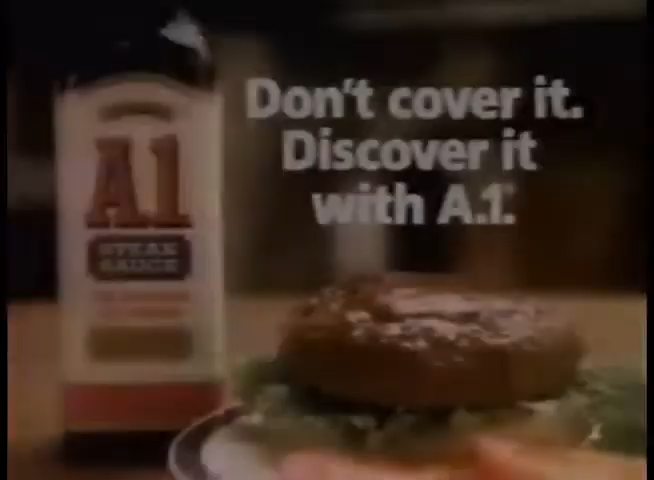 Don't cover it.
Discover it
with A.1.
A.1
STEAK
SAUCE